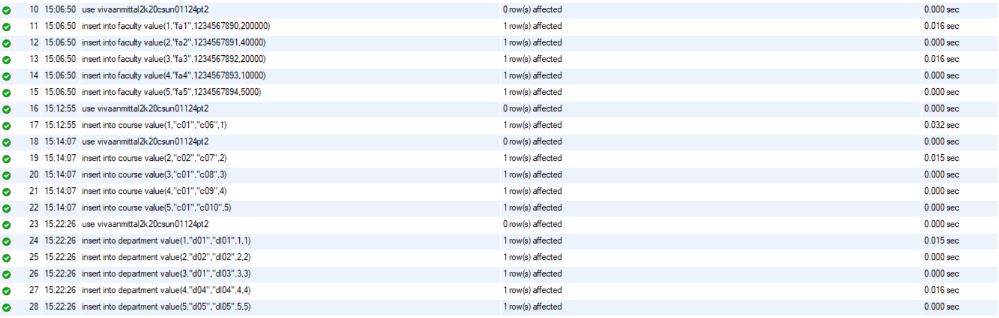 10 15:06:50 use vivaanmittal2k20csun01124pt2 0 row(s) affected 0.000 sec
11 15:06:50 insert into faculty value(1,"fa1",1234567890,200000) 1 row(s) affected 0.016 sec
12 15:06:50 insert into faculty value(2,"fa2",1234567891,40000) 1 row(s) affected 0.000 sec
13 15:06:50 insert into faculty value(3,"fa3",1234567892,20000) 1 row(s) affected 0.016 sec
14 15:06:50 insert into faculty value(4,"fa4",1234567893,10000) 1 row(s) affected 0.000 sec
15 15:06:50 insert into faculty value(5,"fa5",1234567894,5000) 1 row(s) affected 0.000 sec
16 15:12:55 use vivaanmittal2k20csun01124pt2 0 row(s) affected 0.000 sec
17 15:12:55 insert into course value(1,"c01","c06",1) 1 row(s) affected 0.032 sec
18 15:14:07 use vivaanmittal2k20csun01124pt2 0 row(s) affected 0.000 sec
19 15:14:07 insert into course value(2,"c02","c07",2) 1 row(s) affected 0.015 sec
20 15:14:07 insert into course value(3,"c01","c08",3) 1 row(s) affected 0.000 sec
21 15:14:07 insert into course value(4,"c01","c09",4) 1 row(s) affected 0.000 sec
22 15:14:07 insert into course value(5,"c01","c010",5) 1 row(s) affected 0.000 sec
23 15:22:26 use vivaanmittal2k20csun01124pt2 0 row(s) affected 0.000 sec
24 15:22:26 insert into department value(1,"d01","dl01",1,1) 1 row(s) affected 0.015 sec
25 15:22:26 insert into department value(2,"d02","dl02",2,2) 1 row(s) affected 0.000 sec
26 15:22:26 insert into department value(3,"d01","dl03",3,3) 1 row(s) affected 0.000 sec
27 15:22:26 insert into department value(4,"d04","dl04",4,4) 1 row(s) affected 0.016 sec
28 15:22:26 insert into department value(5,"d05","dl05",5,5) 1 row(s) affected 0.000 sec